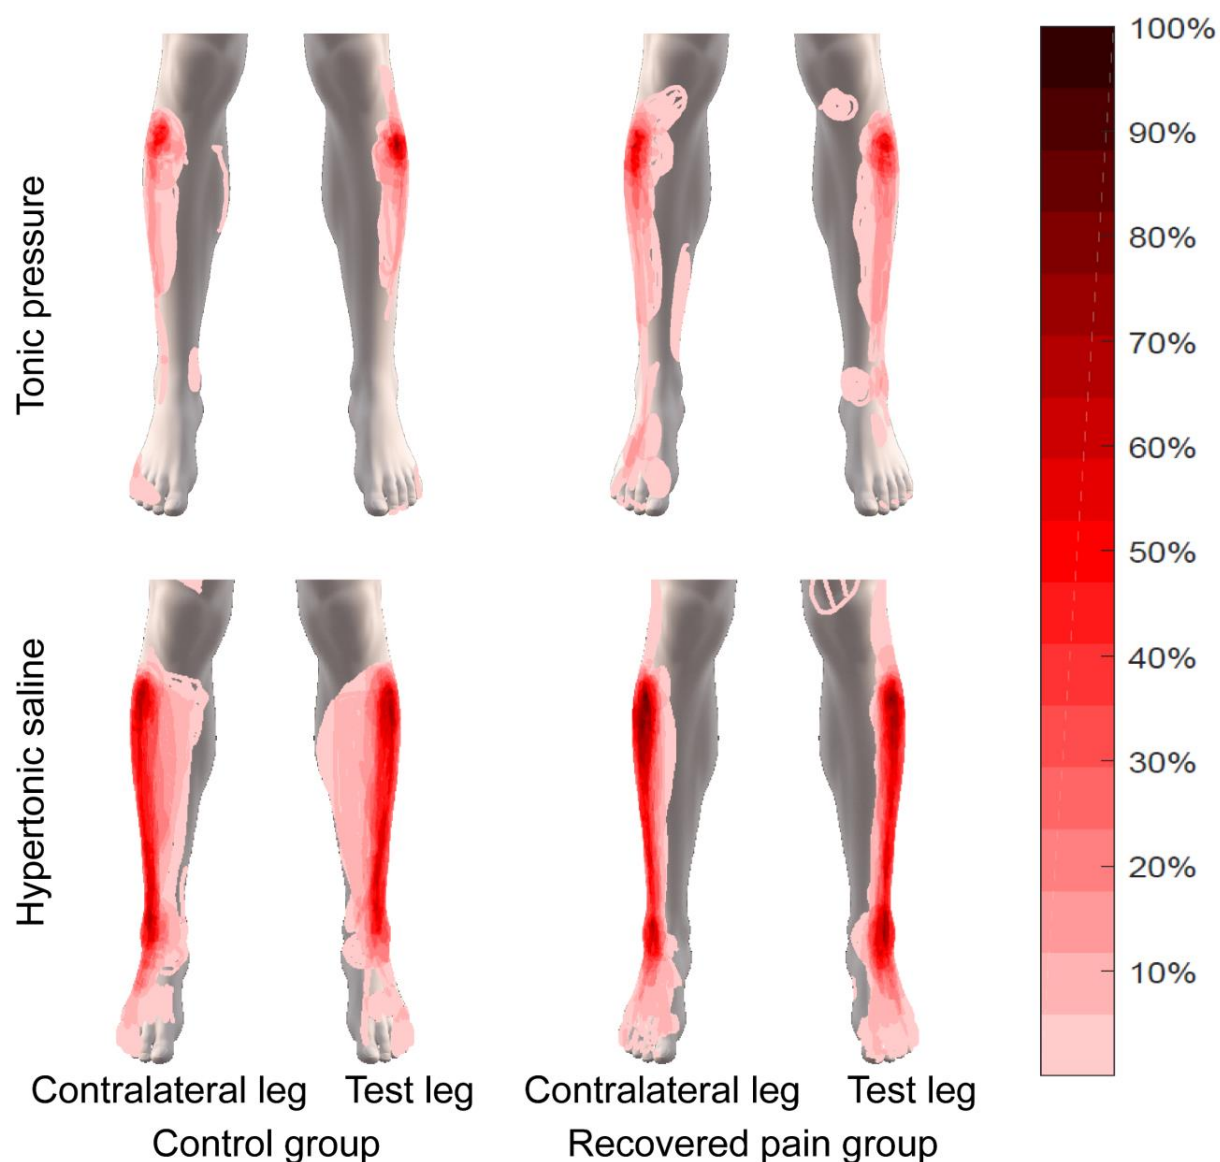 100%
90%
80%
70%
60%
50%
40%
30%
20%
10%
Tonic pressure
Hypertonic saline
Contralateral leg Test leg Contralateral leg Test leg
Control group Recovered pain group